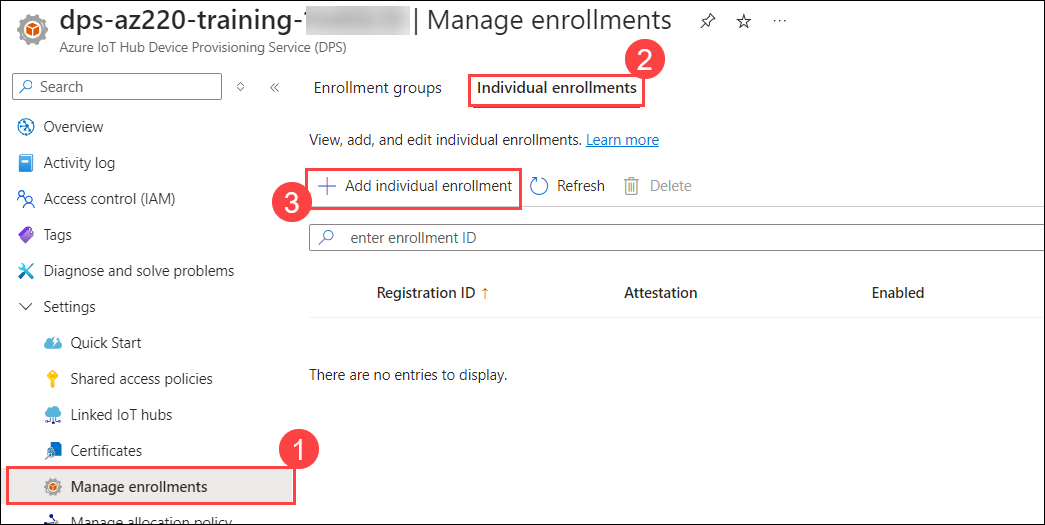 dps-az220-training- | Manage enrollments
Azure IoT Hub Device Provisioning Service (DPS)
Search
Overview
Activity log
Access control (IAM)
Tags
Diagnose and solve problems
Settings
Quick Start
Shared access policies
Linked IoT hubs
Certificates
1
Manage enrollments
Manage allocation policy
2
Enrollment groups Individual enrollments
View, add, and edit individual enrollments. Learn more
3
Add individual enrollment Refresh Delete
enter enrollment ID
Registration ID ↑ Attestation Enabled
There are no entries to display.